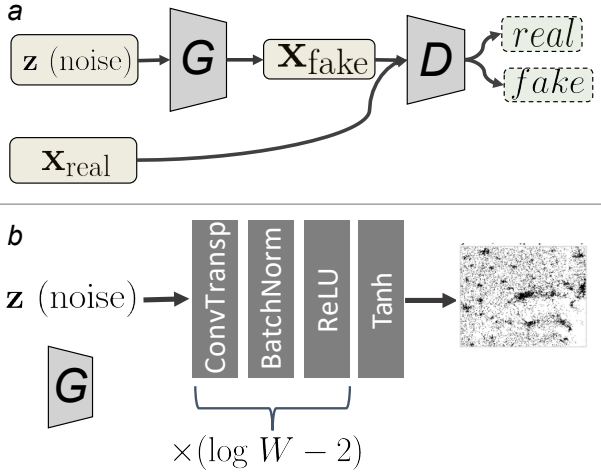 a
z (noise)
G
x_fake
D
real
fake
x_real
b
z (noise)
ConvTransp
BatchNorm
ReLU
Tanh
G
×(log W − 2)